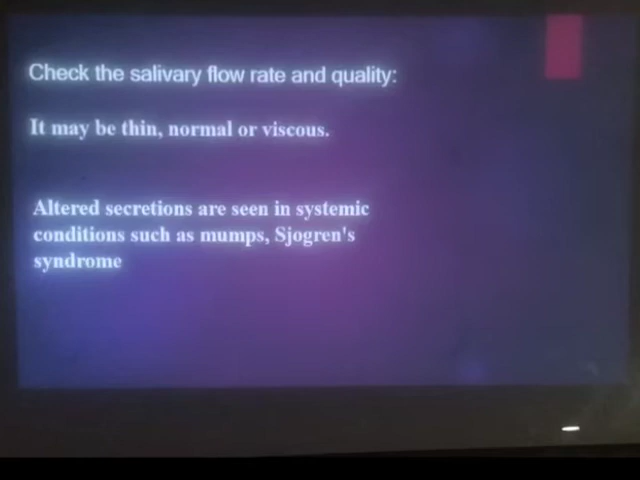 Check the salivary flow rate and quality:
It may be thin, normal or viscous.
Altered secretions are seen in systemic
conditions such as mumps, Sjogren's
syndrome